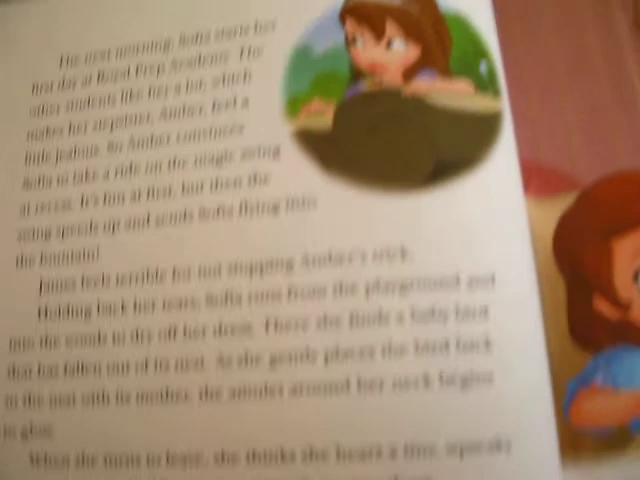 The next morning, Sofia starts her
first day at Royal Prep Academy. The
other students like her a lot, which
makes her stepsister, Amber, feel a
little jealous. So Amber convinces
Sofia to take a ride on the magic swing
at recess. It's fun at first, but then the
swing speeds up and sends Sofia flying into
the fountain!
James feels terrible for not stopping Amber's trick.
Holding back her tears, Sofia runs from the playground and
into the woods to dry off her dress. There she finds a baby bird
that has fallen out of its nest. As she gently places the bird back
in the nest with its mother, the amulet around her neck begins
to glow.
When she turns to leave, she thinks she hears a tiny, squeaky